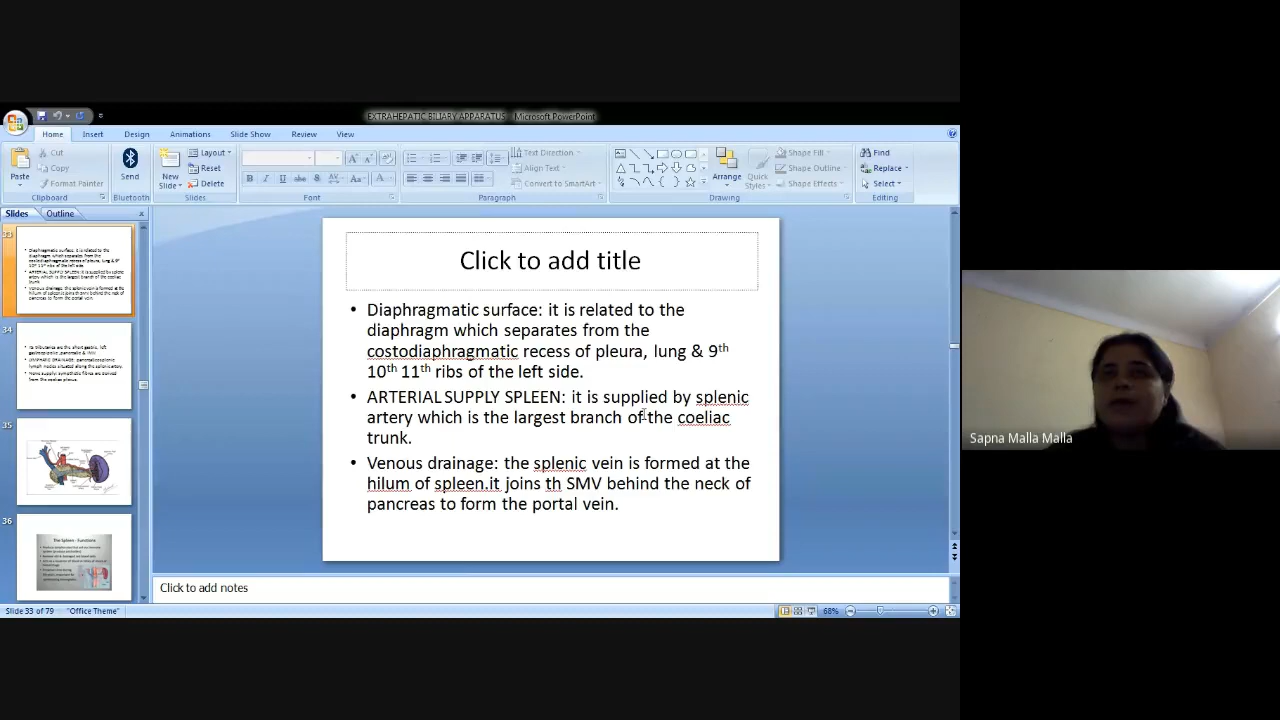 EXTRAHEPATIC BILIARY APPARATUS - Microsoft PowerPoint
Home Insert Design Animations Slide Show Review View
Cut
Copy
Format Painter
Paste
Clipboard
Send
Bluetooth
New
Slide
Layout
Reset
Delete
Slides
Font
Paragraph
Text Direction
Align Text
Convert to SmartArt
Arrange
Quick
Styles
Shape Fill
Shape Outline
Shape Effects
Drawing
Find
Replace
Select
Editing
Slides Outline
33
34
35
36
The Spleen - Functions
Click to add title
• Diaphragmatic surface: it is related to the
diaphragm which separates from the
costodiaphragmatic recess of pleura, lung & 9th
10th 11th ribs of the left side.
• ARTERIAL SUPPLY SPLEEN: it is supplied by splenic
artery which is the largest branch of the coeliac
trunk.
• Venous drainage: the splenic vein is formed at the
hilum of spleen.it joins th SMV behind the neck of
pancreas to form the portal vein.
Click to add notes
Slide 33 of 79 "Office Theme"
68%
Sapna Malla Malla